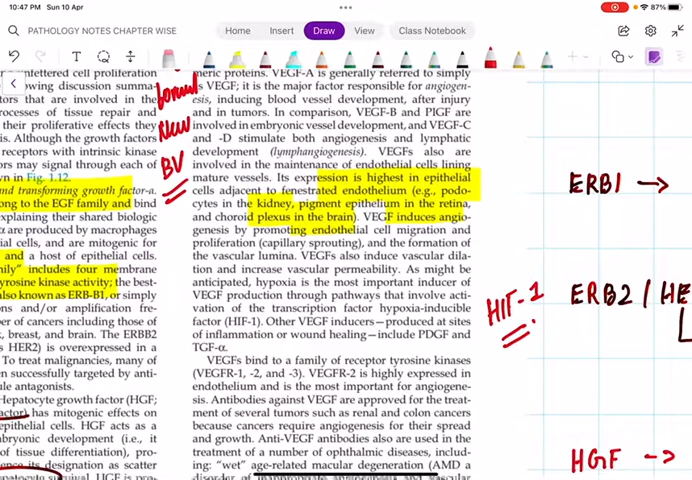 10:47 PM Sun 10 Apr
87%
PATHOLOGY NOTES CHAPTER WISE
Home Insert Draw View Class Notebook
nfettered cell proliferation
owing discussion summa-
tors that are involved in the
rocesses of tissue repair and
their proliferative effects they
. Although the growth factors
receptors with intrinsic kinase
ors may signal through each of
n in Fig. 1.12.
and transforming growth factor-a.
ong to the EGF family and bind
xplaining their shared biologic
α are produced by macrophages
ial cells, and are mitogenic for
and a host of epithelial cells.
ily" includes four membrane
yrosine kinase activity; the best-
also known as ERB-B1, or simply
ons and/or amplification fre-
er of cancers including those of
, breast, and brain. The ERBB2
s HER2) is overexpressed in a
To treat malignancies, many of
n successfully targeted by anti-
ule antagonists.
Hepatocyte growth factor (HGF;
actor) has mitogenic effects on
epithelial cells. HGF acts as a
bryonic development (i.e., it
of tissue differentiation), pro-
ence its designation as scatter
New
BV
meric proteins. VEGF-A is generally referred to simply
as VEGF; it is the major factor responsible for angiogen-
esis, inducing blood vessel development, after injury
and in tumors. In comparison, VEGF-B and PlGF are
involved in embryonic vessel development, and VEGF-C
and -D stimulate both angiogenesis and lymphatic
development (lymphangiogenesis). VEGFs also are
involved in the maintenance of endothelial cells lining
mature vessels. Its expression is highest in epithelial
cells adjacent to fenestrated endothelium (e.g., podo-
cytes in the kidney, pigment epithelium in the retina,
and choroid plexus in the brain). VEGF induces angio-
genesis by promoting endothelial cell migration and
proliferation (capillary sprouting), and the formation of
the vascular lumina. VEGFs also induce vascular dila-
tion and increase vascular permeability. As might be
anticipated, hypoxia is the most important inducer of
VEGF production through pathways that involve acti-
vation of the transcription factor hypoxia-inducible
factor (HIF-1). Other VEGF inducers—produced at sites
of inflammation or wound healing—include PDGF and
TGF-α.
VEGFs bind to a family of receptor tyrosine kinases
(VEGFR-1, -2, and -3). VEGFR-2 is highly expressed in
endothelium and is the most important for angiogene-
sis. Antibodies against VEGF are approved for the treat-
ment of several tumors such as renal and colon cancers
because cancers require angiogenesis for their spread
and growth. Anti-VEGF antibodies also are used in the
treatment of a number of ophthalmic diseases, includ-
ing: "wet" age-related macular degeneration (AMD a
HIF-1
ERB1 →
ERB2 / HE
HGF →